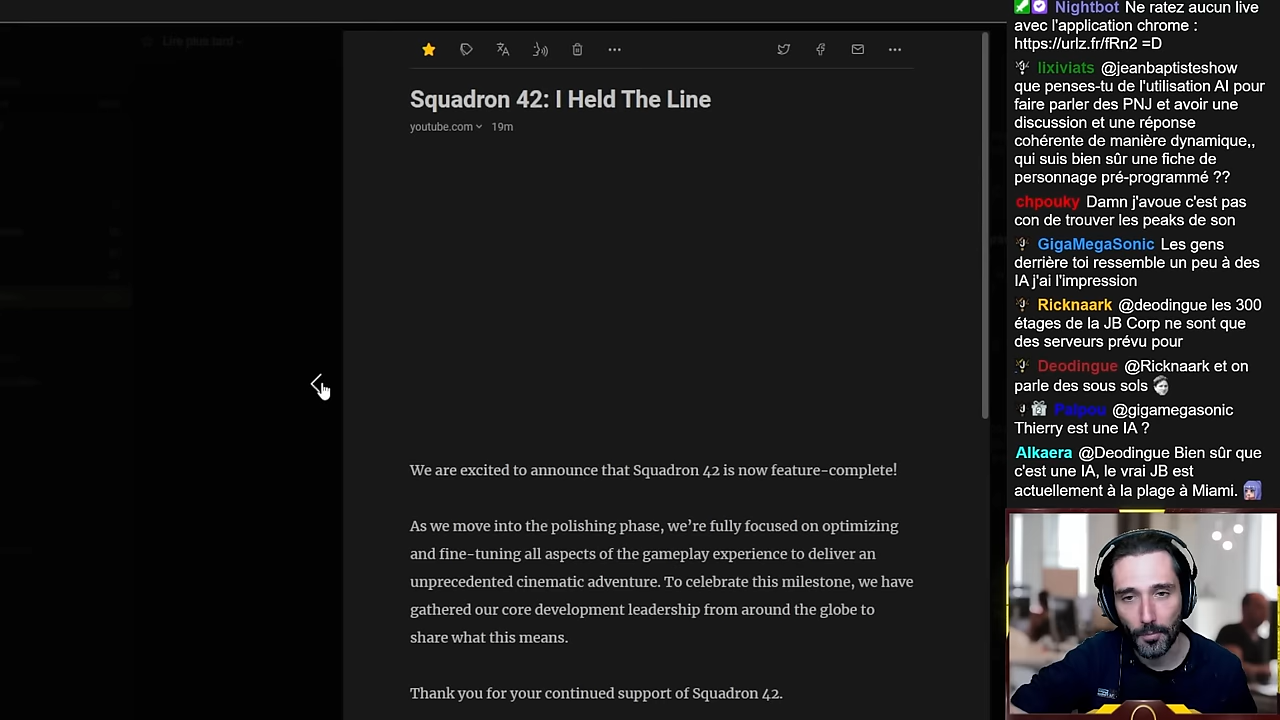 Lire plus tard
Squadron 42: I Held The Line
youtube.com 19m
We are excited to announce that Squadron 42 is now feature-complete!
As we move into the polishing phase, we’re fully focused on optimizing
and fine-tuning all aspects of the gameplay experience to deliver an
unprecedented cinematic adventure. To celebrate this milestone, we have
gathered our core development leadership from around the globe to
share what this means.
Thank you for your continued support of Squadron 42.
Nightbot Ne ratez aucun live
avec l'application chrome :
https://urlz.fr/fRn2 =D
lixiviats @jeanbaptisteshow
que penses-tu de l'utilisation AI pour
faire parler des PNJ et avoir une
discussion et une réponse
cohérente de manière dynamique,,
qui suis bien sûr une fiche de
personnage pré-programmé ??
chpouky Damn j'avoue c'est pas
con de trouver les peaks de son
GigaMegaSonic Les gens
derrière toi ressemble un peu à des
IA j'ai l'impression
Ricknaark @deodingue les 300
étages de la JB Corp ne sont que
des serveurs prévu pour
Deodingue @Ricknaark et on
parle des sous sols
Palpou @gigamegasonic
Thierry est une IA ?
Alkaera @Deodingue Bien sûr que
c'est une IA, le vrai JB est
actuellement à la plage à Miami.